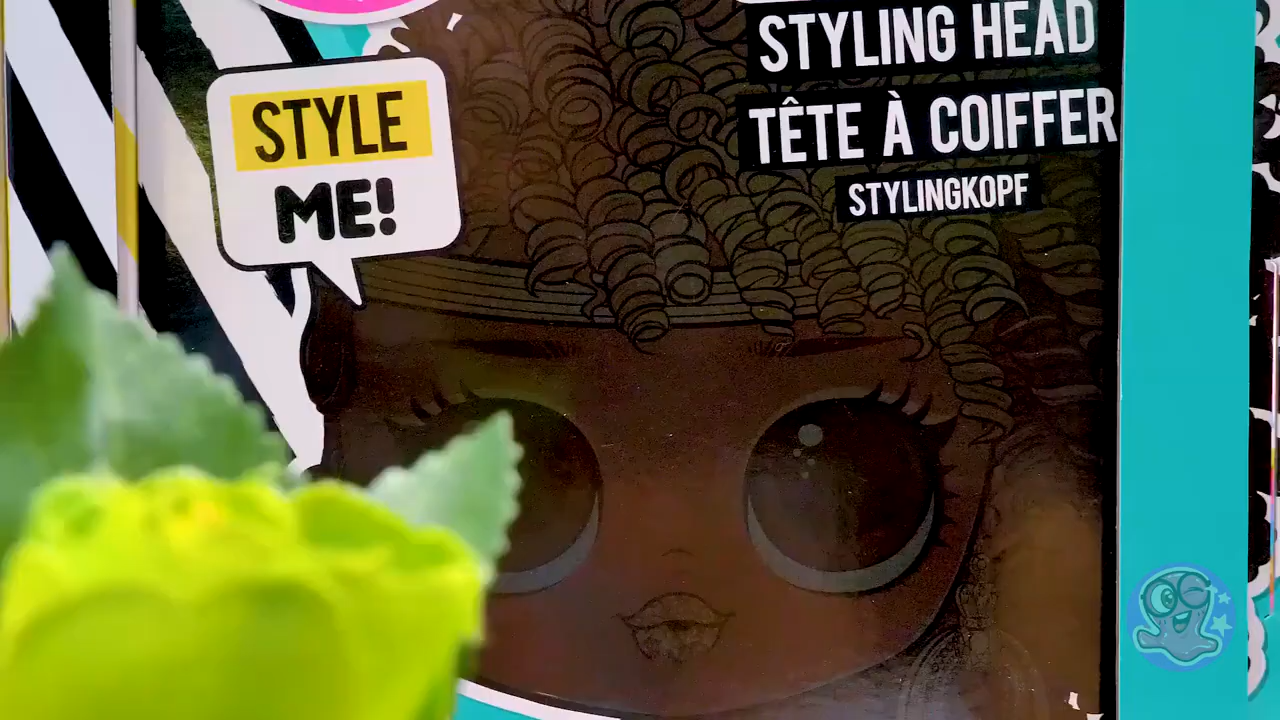 STYLE
ME!
STYLING HEAD
TÊTE À COIFFER
STYLINGKOPF